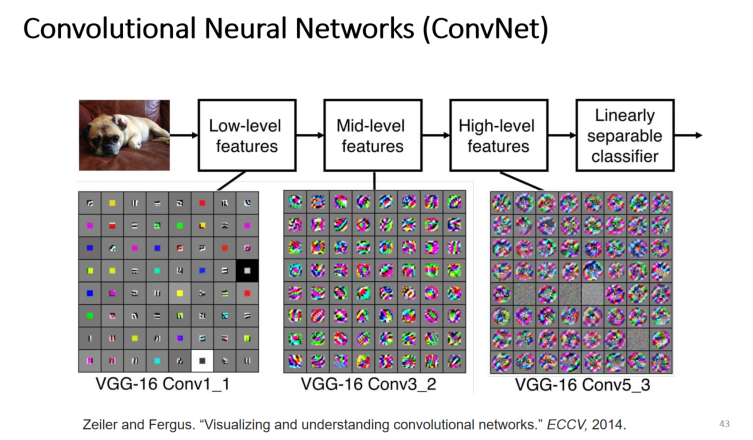 Convolutional Neural Networks (ConvNet)
Low-level
features
Mid-level
features
High-level
features
Linearly
separable
classifier
VGG-16 Conv1_1
VGG-16 Conv3_2
VGG-16 Conv5_3
Zeiler and Fergus. “Visualizing and understanding convolutional networks.” ECCV, 2014.
43